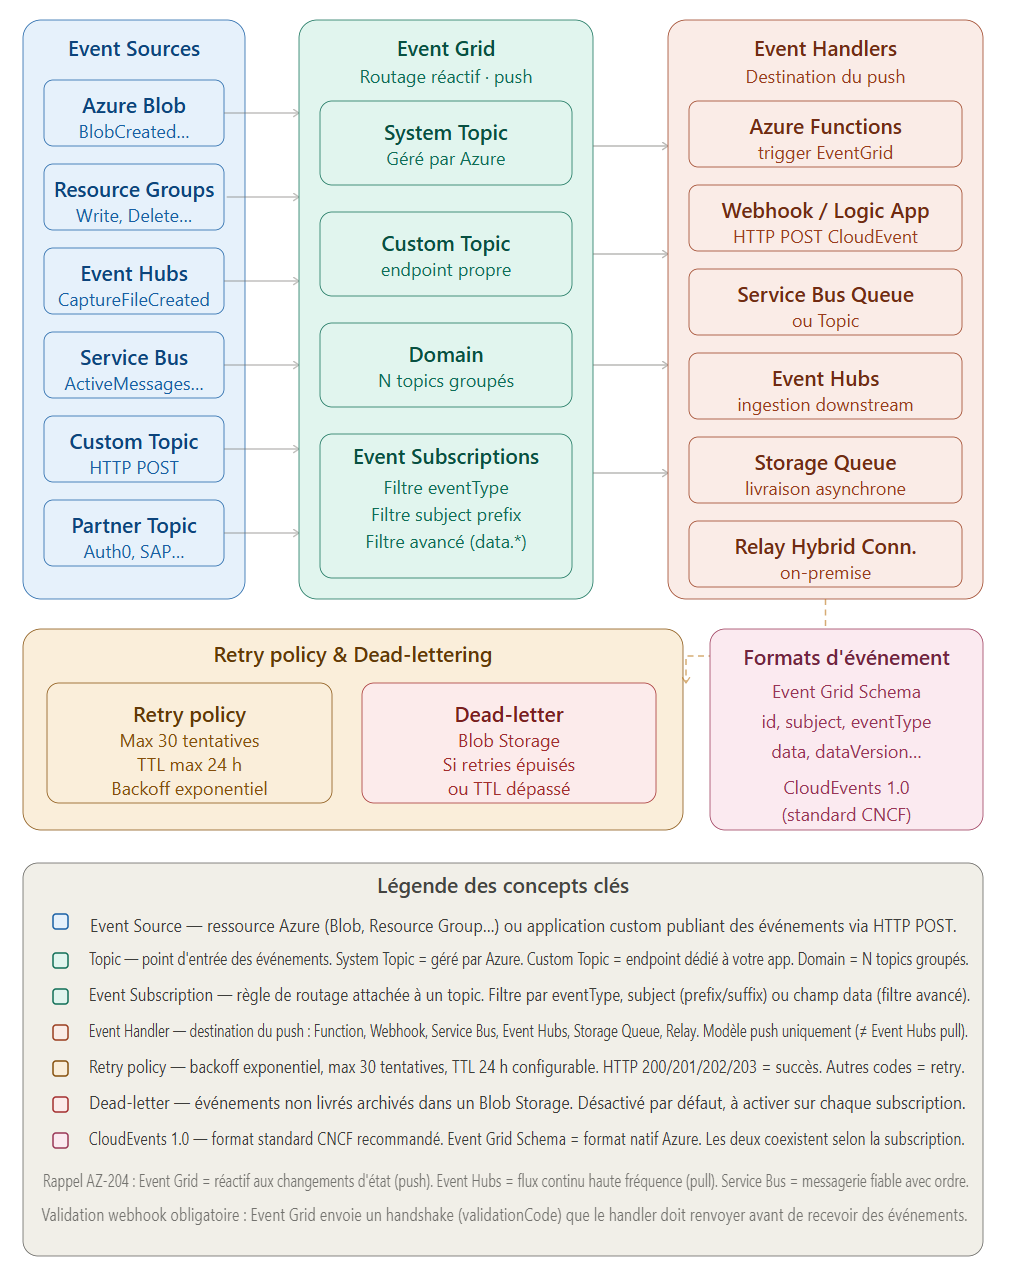 Event Sources
Azure Blob
BlobCreated...
Resource Groups
Write, Delete...
Event Hubs
CaptureFileCreated
Service Bus
ActiveMessages...
Custom Topic
HTTP POST
Partner Topic
Auth0, SAP...
Event Grid
Routage réactif · push
System Topic
Géré par Azure
Custom Topic
endpoint propre
Domain
N topics groupés
Event Subscriptions
Filtre eventType
Filtre subject prefix
Filtre avancé (data.*)
Event Handlers
Destination du push
Azure Functions
trigger EventGrid
Webhook / Logic App
HTTP POST CloudEvent
Service Bus Queue
ou Topic
Event Hubs
ingestion downstream
Storage Queue
livraison asynchrone
Relay Hybrid Conn.
on-premise
Retry policy & Dead-lettering
Retry policy
Max 30 tentatives
TTL max 24 h
Backoff exponentiel
Dead-letter
Blob Storage
Si retries épuisés
ou TTL dépassé
Formats d'événement
Event Grid Schema
id, subject, eventType
data, dataVersion...
CloudEvents 1.0
(standard CNCF)
Légende des concepts clés
Event Source — ressource Azure (Blob, Resource Group...) ou application custom publiant des événements via HTTP POST.
Topic — point d'entrée des événements. System Topic = géré par Azure. Custom Topic = endpoint dédié à votre app. Domain = N topics groupés.
Event Subscription — règle de routage attachée à un topic. Filtre par eventType, subject (prefix/suffix) ou champ data (filtre avancé).
Event Handler — destination du push : Function, Webhook, Service Bus, Event Hubs, Storage Queue, Relay. Modèle push uniquement (≠ Event Hubs pull).
Retry policy — backoff exponentiel, max 30 tentatives, TTL 24 h configurable. HTTP 200/201/202/203 = succès. Autres codes = retry.
Dead-letter — événements non livrés archivés dans un Blob Storage. Désactivé par défaut, à activer sur chaque subscription.
CloudEvents 1.0 — format standard CNCF recommandé. Event Grid Schema = format natif Azure. Les deux coexistent selon la subscription.
Rappel AZ-204 : Event Grid = réactif aux changements d'état (push). Event Hubs = flux continu haute fréquence (pull). Service Bus = messagerie fiable avec ordre.
Validation webhook obligatoire : Event Grid envoie un handshake (validationCode) que le handler doit renvoyer avant de recevoir des événements.